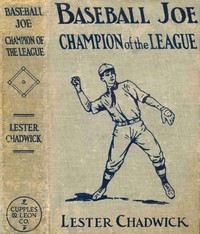 BASEBALL
JOE
CHAMPION
OF THE
LEAGUE
LESTER
CHADWICK
CUPPLES
& LEON
CO.
BASEBALL JOE
CHAMPION of the LEAGUE
LESTER CHADWICK